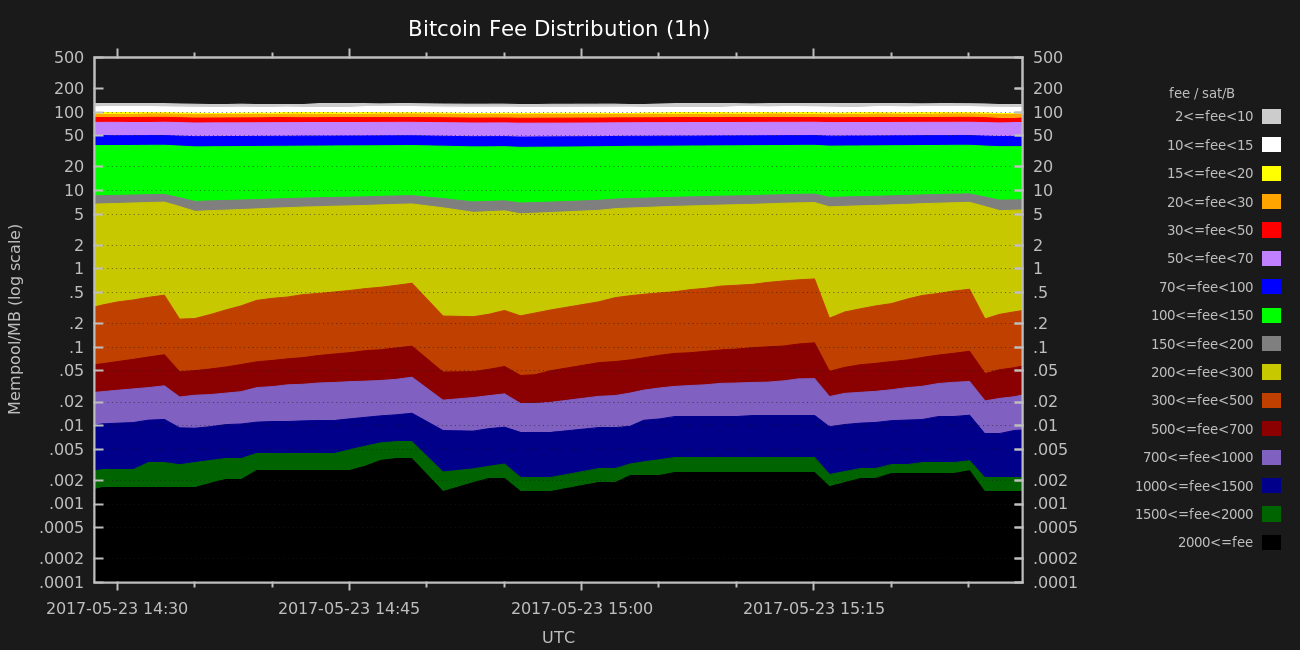 Bitcoin Fee Distribution (1h)
Mempool/MB (log scale)
500
200
100
50
20
10
5
2
1
.5
.2
.1
.05
.02
.01
.005
.002
.001
.0005
.0002
.0001
500
200
100
50
20
10
5
2
1
.5
.2
.1
.05
.02
.01
.005
.002
.001
.0005
.0002
.0001
2017-05-23 14:30 2017-05-23 14:45 2017-05-23 15:00 2017-05-23 15:15
UTC
fee / sat/B
2<=fee<10
10<=fee<15
15<=fee<20
20<=fee<30
30<=fee<50
50<=fee<70
70<=fee<100
100<=fee<150
150<=fee<200
200<=fee<300
300<=fee<500
500<=fee<700
700<=fee<1000
1000<=fee<1500
1500<=fee<2000
2000<=fee